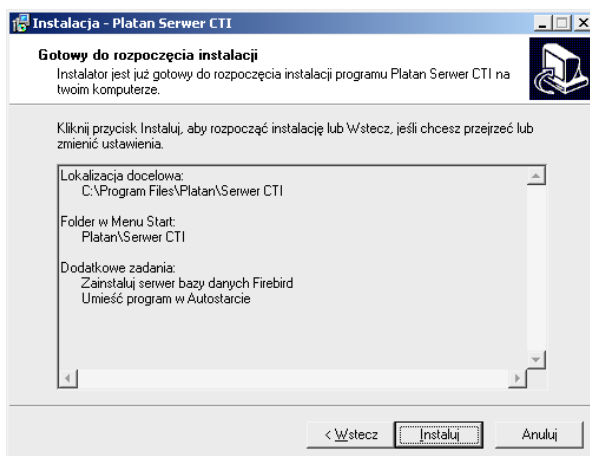 Instalacja - Platan Serwer CTI
Gotowy do rozpoczęcia instalacji
Instalator jest już gotowy do rozpoczęcia instalacji programu Platan Serwer CTI na
twoim komputerze.
Kliknij przycisk Instaluj, aby rozpocząć instalację lub Wstecz, jeśli chcesz przejrzeć lub
zmienić ustawienia.
Lokalizacja docelowa:
C:\Program Files\Platan\Serwer CTI
Folder w Menu Start:
Platan\Serwer CTI
Dodatkowe zadania:
Zainstaluj serwer bazy danych Firebird
Umieść program w Autostarcie
< Wstecz
Instaluj
Anuluj